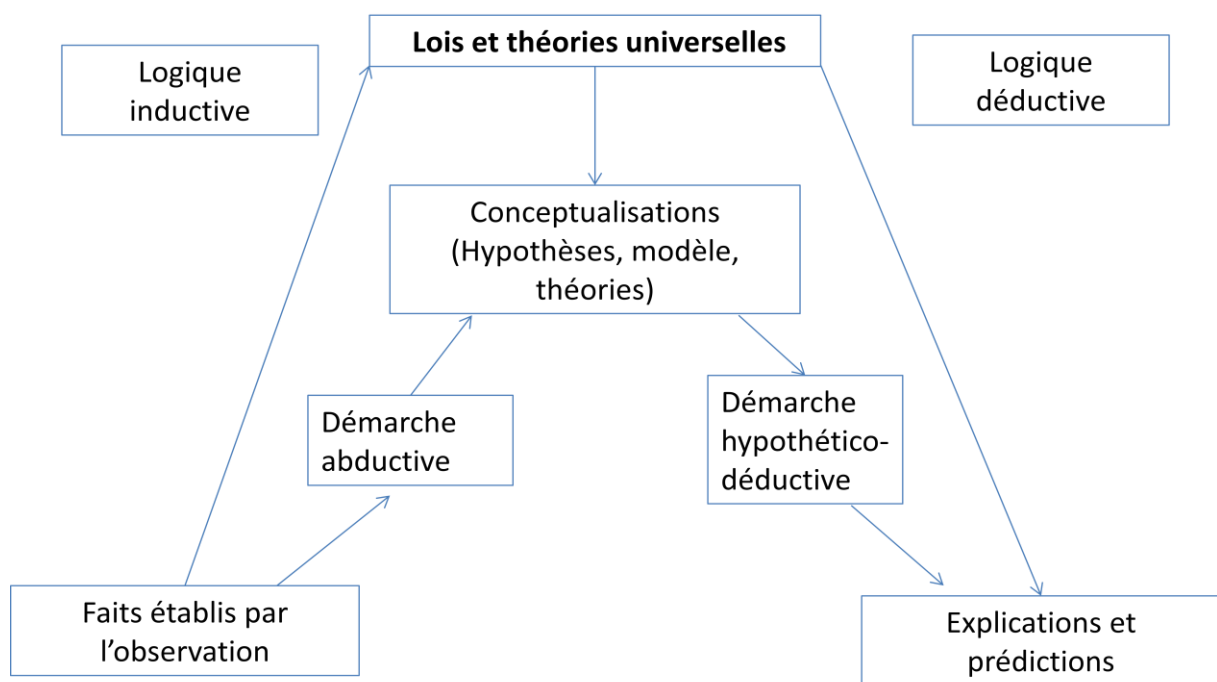 Lois et théories universelles
Logique
inductive
Logique
déductive
Conceptualisations
(Hypothèses, modèle,
théories)
Démarche
abductive
Démarche
hypothético-
déductive
Faits établis par
l’observation
Explications et
prédictions